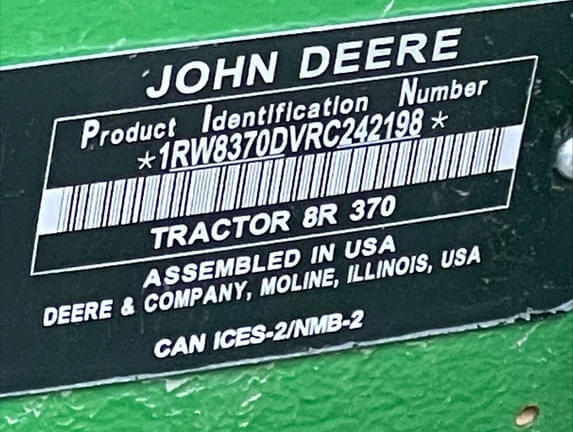 JOHN DEERE
Product Identification Number
*1RW8370DVRC242198*
TRACTOR 8R 370
ASSEMBLED IN USA
DEERE & COMPANY, MOLINE, ILLINOIS, USA
CAN ICES-2/NMB-2